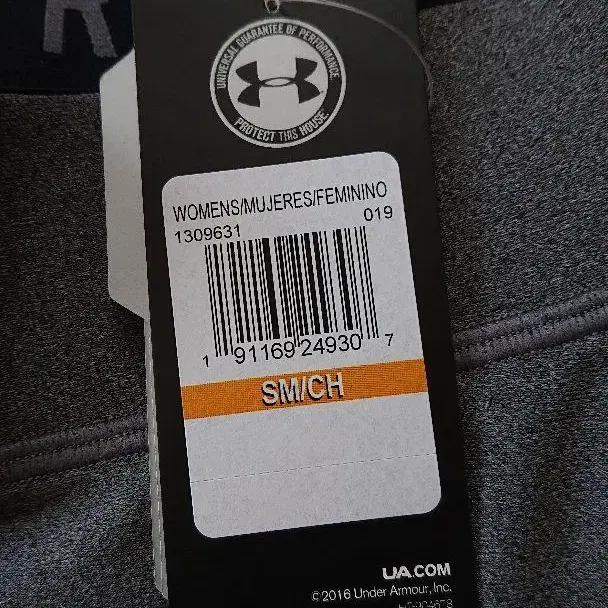 R
UNIVERSAL GUARANTEE OF PERFORMANCE
PROTECT THIS HOUSE
WOMENS/MUJERES/FEMININO
1309631 019
1 91169 24930 7
SM/CH
UA.COM
© 2016 Under Armour, Inc.